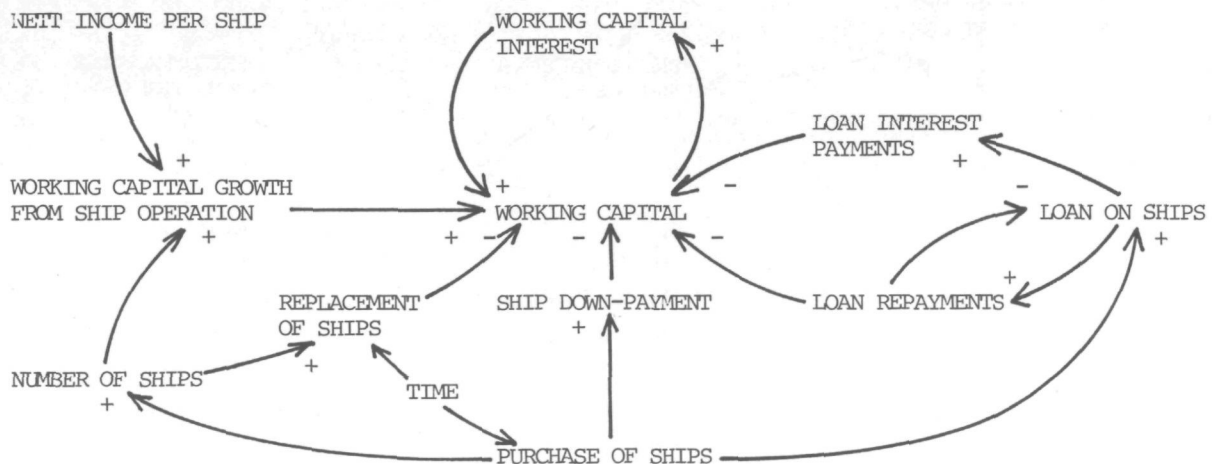 NETT INCOME PER SHIP
WORKING CAPITAL
INTEREST
+
LOAN INTEREST
PAYMENTS
+
+
-
-
WORKING CAPITAL GROWTH
FROM SHIP OPERATION
+
WORKING CAPITAL
LOAN ON SHIPS
+
+
-
-
-
+
REPLACEMENT
OF SHIPS
SHIP DOWN-PAYMENT
+
LOAN REPAYMENTS
+
NUMBER OF SHIPS
+
+
TIME
PURCHASE OF SHIPS